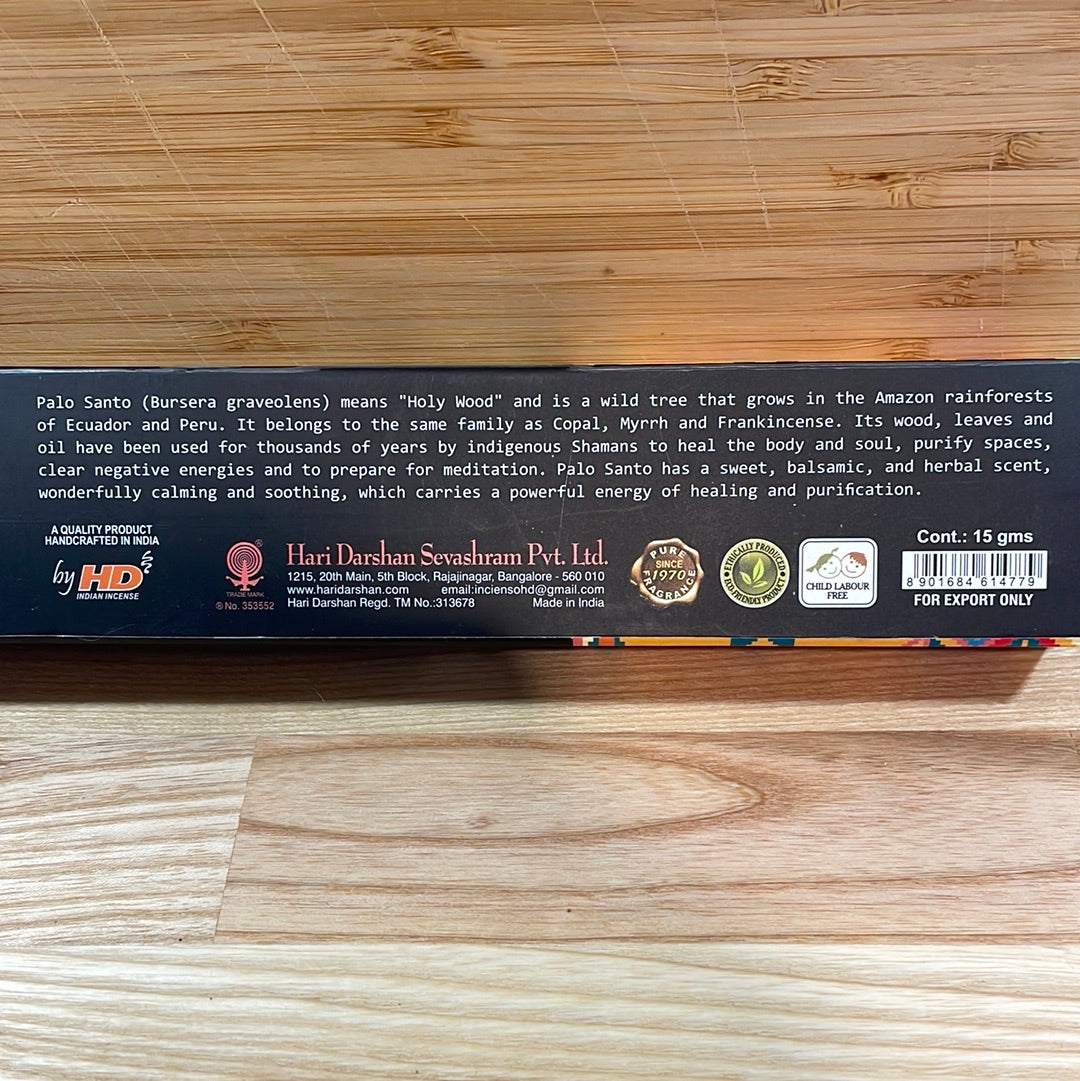 Palo Santo (Bursera graveolens) means "Holy Wood" and is a wild tree that grows in the Amazon rainforests
of Ecuador and Peru. It belongs to the same family as Copal, Myrrh and Frankincense. Its wood, leaves and
oil have been used for thousands of years by indigenous Shamans to heal the body and soul, purify spaces,
clear negative energies and to prepare for meditation. Palo Santo has a sweet, balsamic, and herbal scent,
wonderfully calming and soothing, which carries a powerful energy of healing and purification.
A QUALITY PRODUCT
HANDCRAFTED IN INDIA
by HD
INDIAN INCENSE
®
TRADE MARK
® No. 353552
Hari Darshan Sevashram Pvt. Ltd.
1215, 20th Main, 5th Block, Rajajinagar, Bangalore - 560 010
www.haridarshan.com email:inciensohd@gmail.com
Hari Darshan Regd. TM No.:313678 Made in India
PURE
SINCE
1970
FRAGRANCE
ETHICALLY PRODUCED
ECO-FRIENDLY PRODUCT
CHILD LABOUR
FREE
Cont.: 15 gms
8 901684 614779
FOR EXPORT ONLY